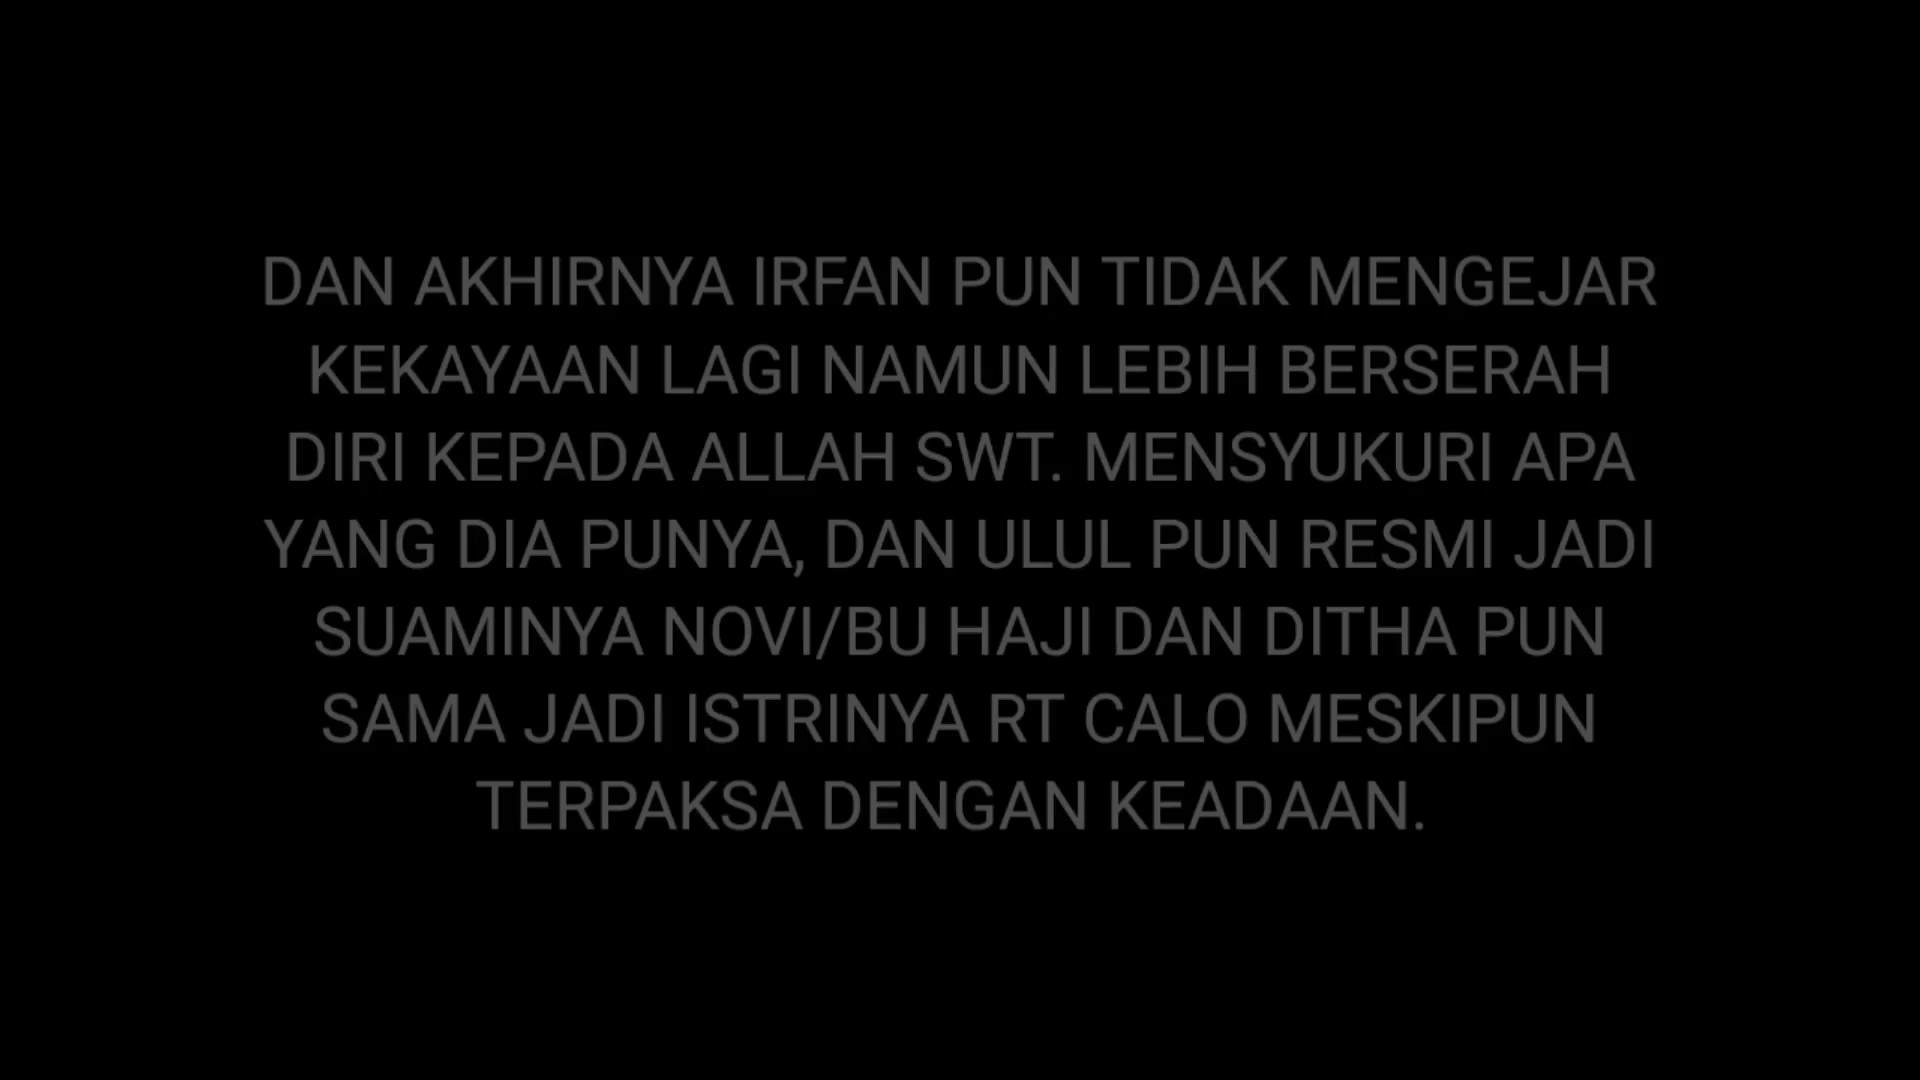 DAN AKHIRNYA IRFAN PUN TIDAK MENGEJAR
KEKAYAAN LAGI NAMUN LEBIH BERSERAH
DIRI KEPADA ALLAH SWT. MENSYUKURI APA
YANG DIA PUNYA, DAN ULUL PUN RESMI JADI
SUAMINYA NOVI/BU HAJI DAN DITHA PUN
SAMA JADI ISTRINYA RT CALO MESKIPUN
TERPAKSA DENGAN KEADAAN.